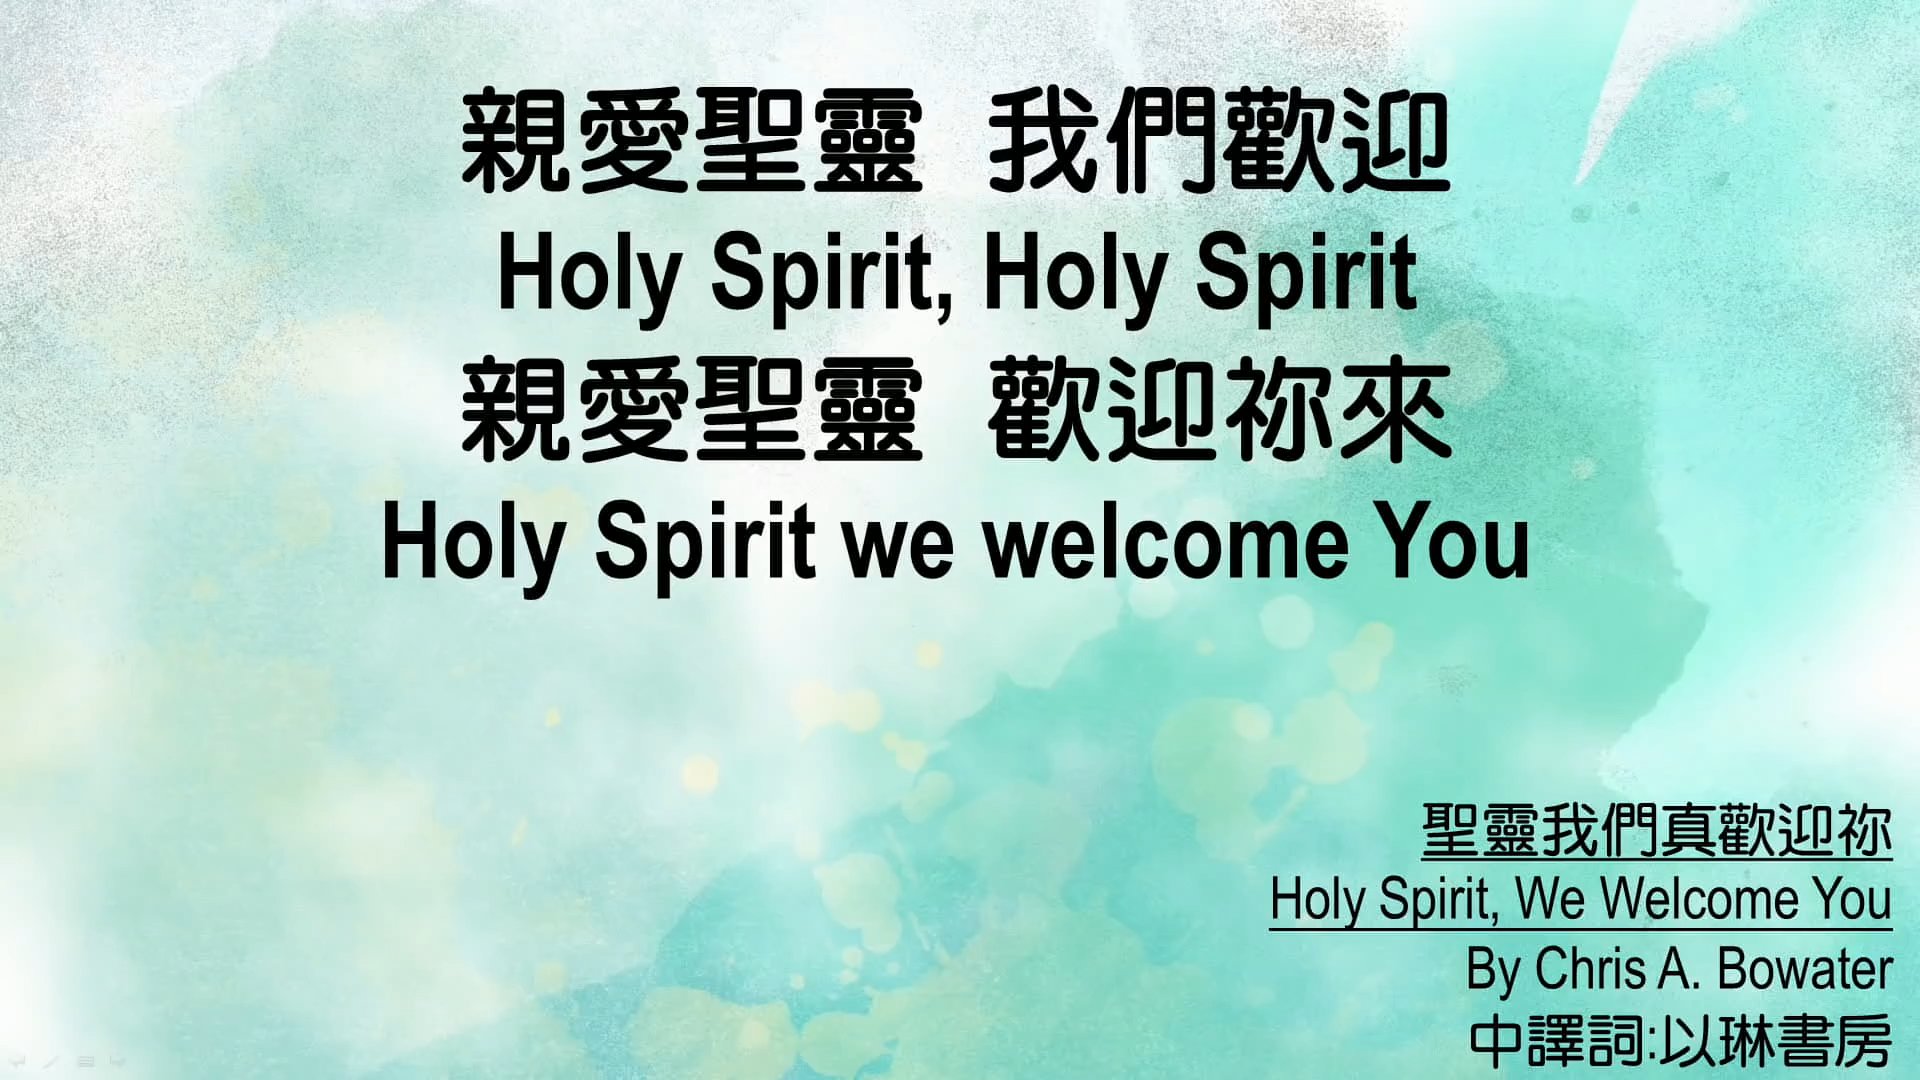 親愛聖靈 我們歡迎
Holy Spirit, Holy Spirit
親愛聖靈 歡迎祢來
Holy Spirit we welcome You
聖靈我們真歡迎祢
Holy Spirit, We Welcome You
By Chris A. Bowater
中譯詞:以琳書房